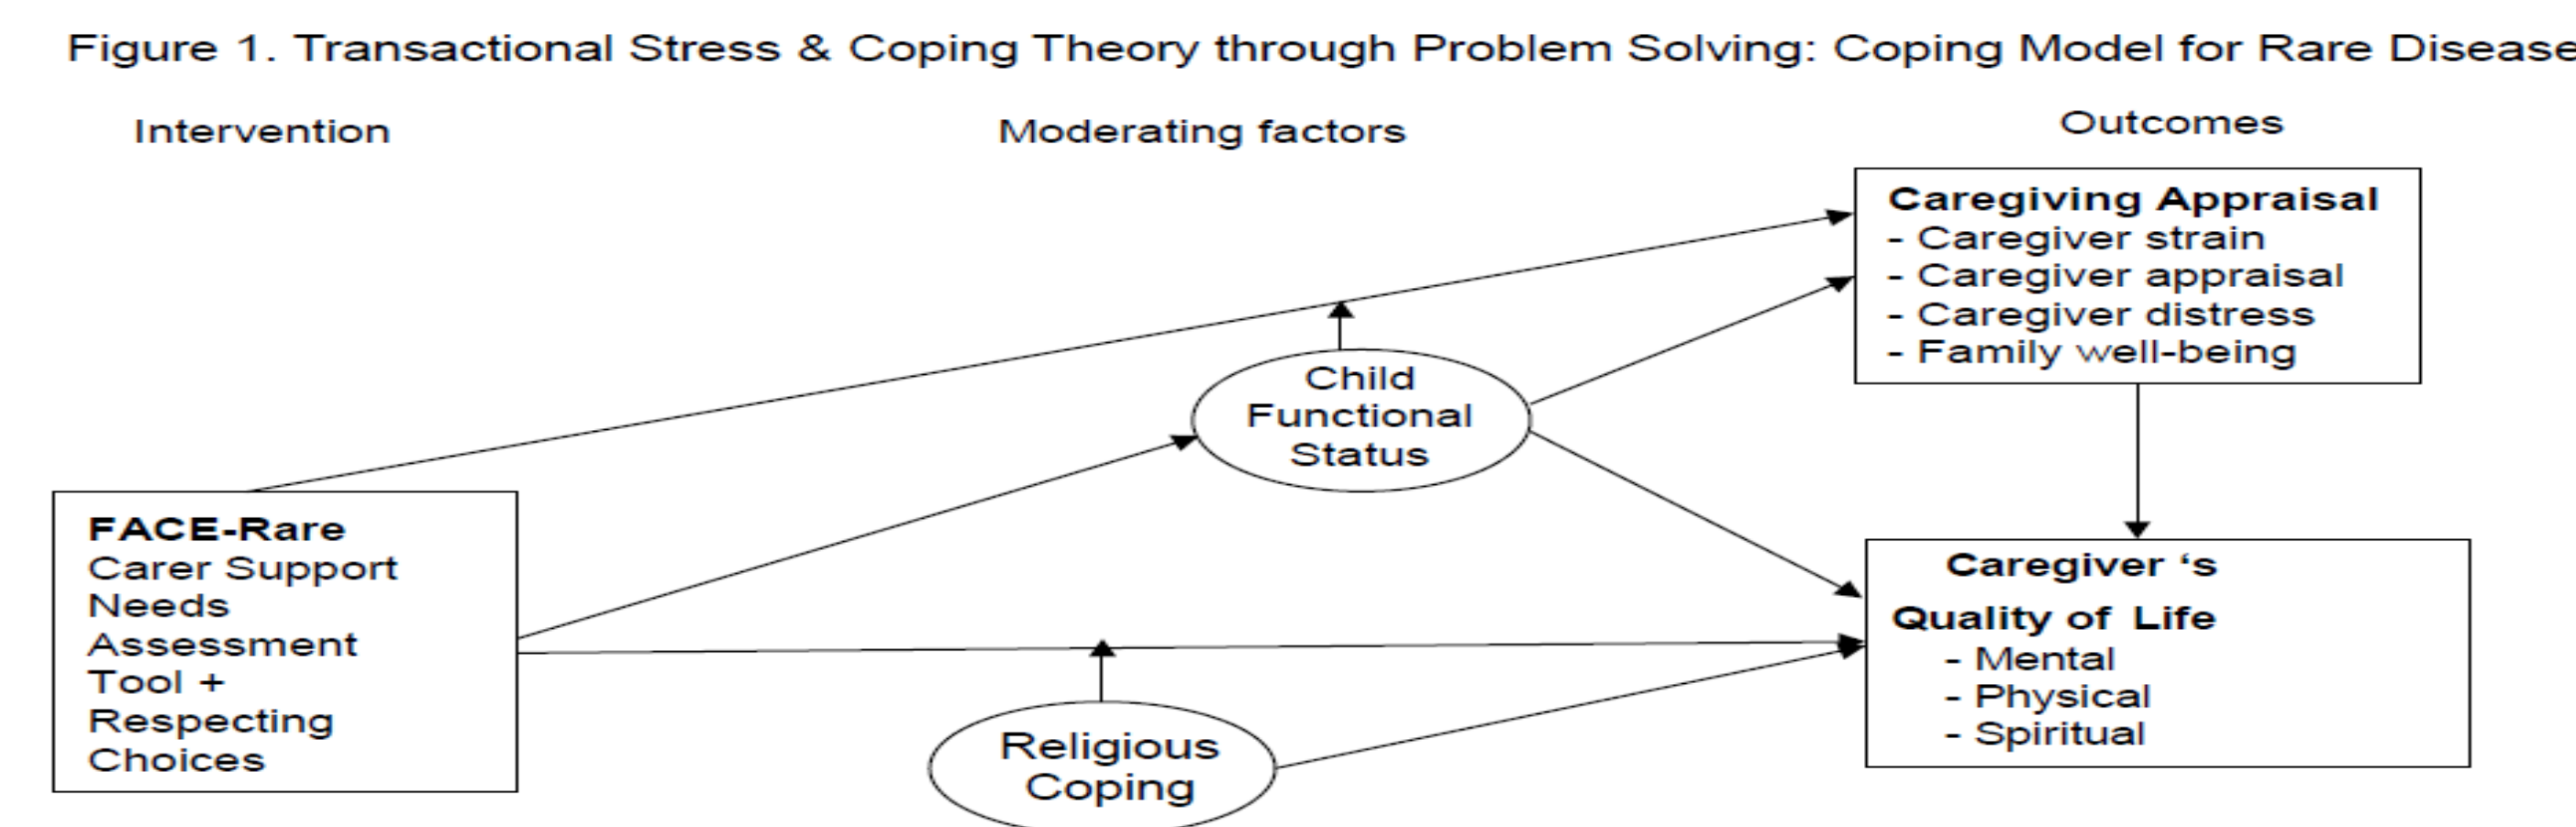 Figure 1. Transactional Stress & Coping Theory through Problem Solving: Coping Model for Rare Disease
Intervention
Moderating factors
Outcomes
Caregiving Appraisal
- Caregiver strain
- Caregiver appraisal
- Caregiver distress
- Family well-being
Child
Functional
Status
FACE-Rare
Carer Support
Needs
Assessment
Tool +
Respecting
Choices
Caregiver ‘s
Quality of Life
- Mental
- Physical
- Spiritual
Religious
Coping